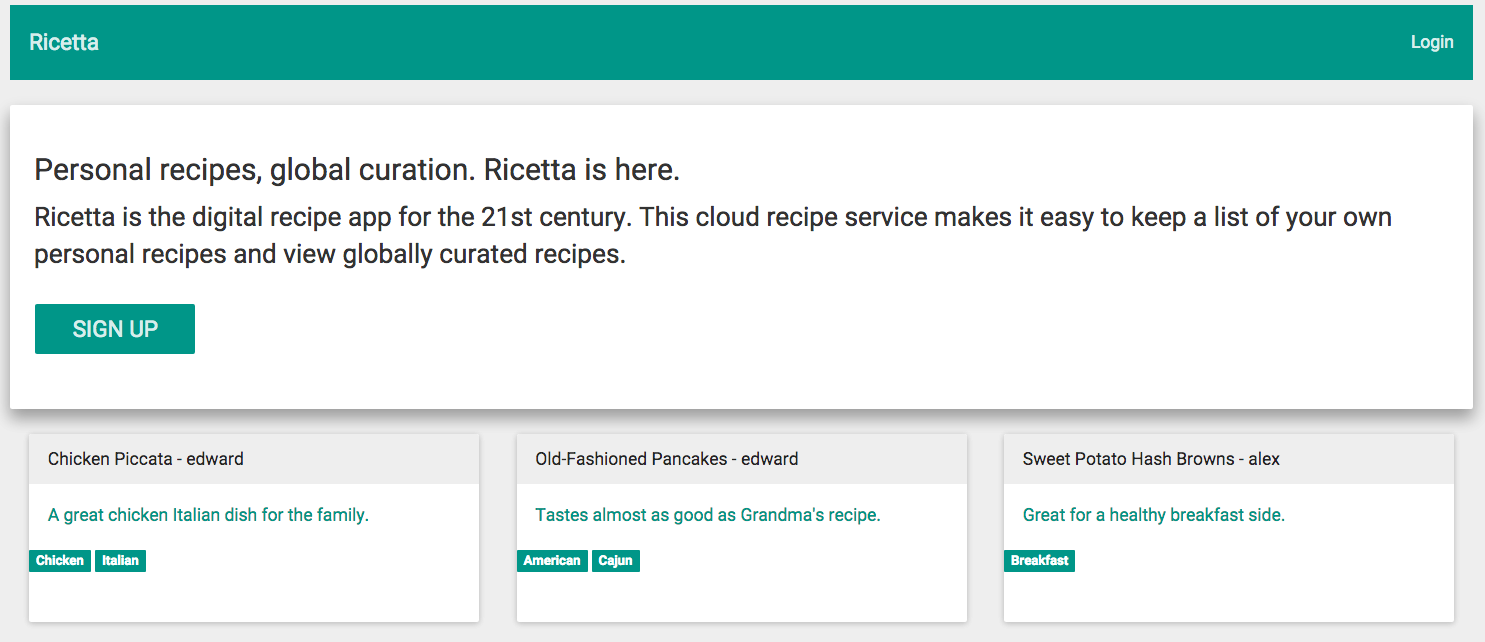 Ricetta
Login
Personal recipes, global curation. Ricetta is here.
Ricetta is the digital recipe app for the 21st century. This cloud recipe service makes it easy to keep a list of your own
personal recipes and view globally curated recipes.
SIGN UP
Chicken Piccata - edward
A great chicken Italian dish for the family.
Chicken Italian
Old-Fashioned Pancakes - edward
Tastes almost as good as Grandma's recipe.
American Cajun
Sweet Potato Hash Browns - alex
Great for a healthy breakfast side.
Breakfast